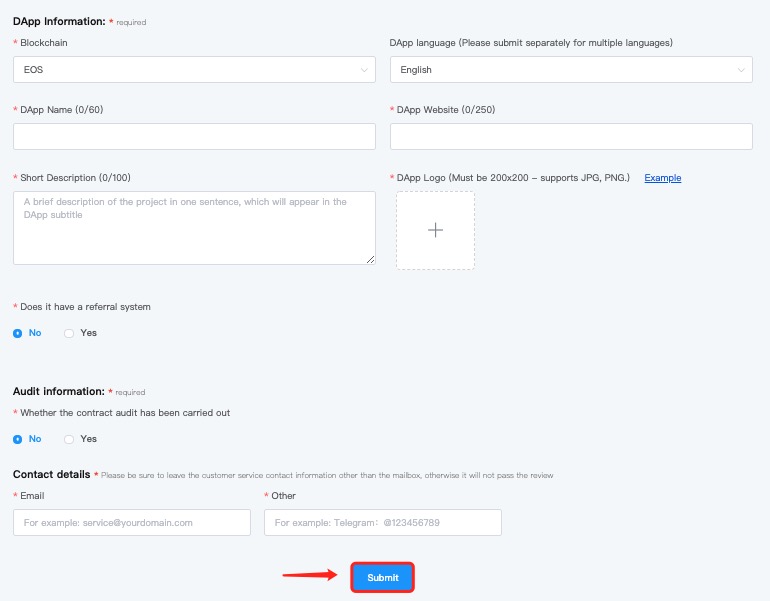 DApp Information: * required
* Blockchain
DApp language (Please submit separately for multiple languages)
EOS
English
* DApp Name (0/60)
* DApp Website (0/250)
* Short Description (0/100)
* DApp Logo (Must be 200x200 – supports JPG, PNG.) Example
A brief description of the project in one sentence, which will appear in the
DApp subtitle
* Does it have a referral system
No Yes
Audit information: * required
* Whether the contract audit has been carried out
No Yes
Contact details * Please be sure to leave the customer service contact information other than the mailbox, otherwise it will not pass the review
* Email
* Other
For example: service@yourdomain.com
For example: Telegram：@123456789
Submit